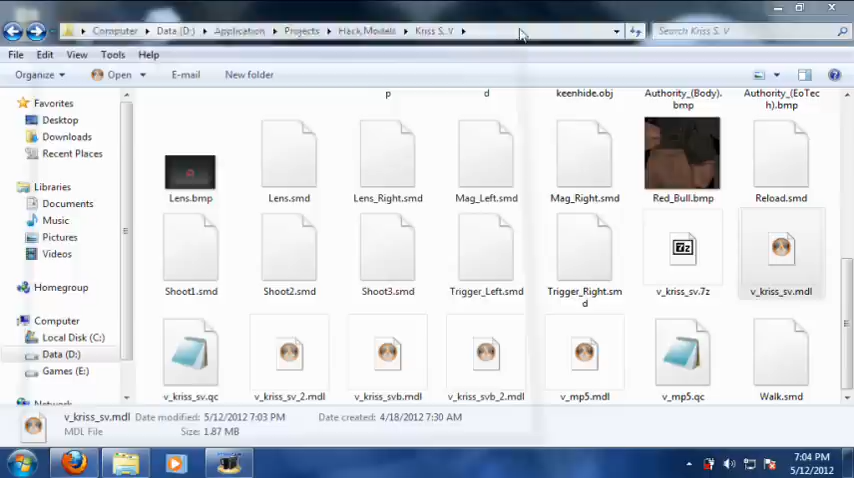 Computer Data (D:) Application Projects Hack Modell Kriss S. V Search Kriss S. V
File Edit View Tools Help
Organize Open E-mail New folder
Favorites
Desktop
Downloads
Recent Places
Libraries
Documents
Music
Pictures
Videos
Homegroup
Computer
Local Disk (C:)
Data (D:)
Games (E:)
Network
p d keenhide.obj Authority_(Body).bmp Authority_(EoTech).bmp
Lens.bmp Lens.smd Lens_Right.smd Mag_Left.smd Mag_Right.smd Red_Bull.bmp Reload.smd
7z
Shoot1.smd Shoot2.smd Shoot3.smd Trigger_Left.smd Trigger_Right.smd v_kriss_sv.7z v_kriss_sv.mdl
v_kriss_sv.qc v_kriss_sv_2.mdl v_kriss_svb.mdl v_kriss_svb_2.mdl v_mp5.mdl v_mp5.qc Walk.smd
v_kriss_sv.mdl Date modified: 5/12/2012 7:03 PM Date created: 4/18/2012 7:30 AM
MDL File Size: 1.87 MB
7:04 PM
5/12/2012